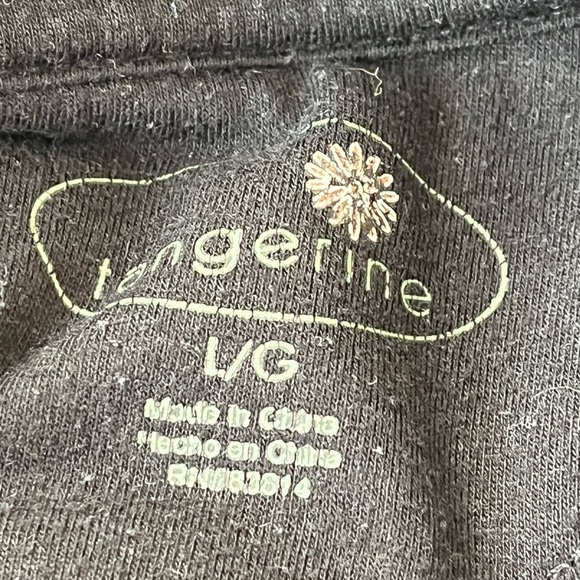 tangerine
L/G
Made in China
Hecho en China